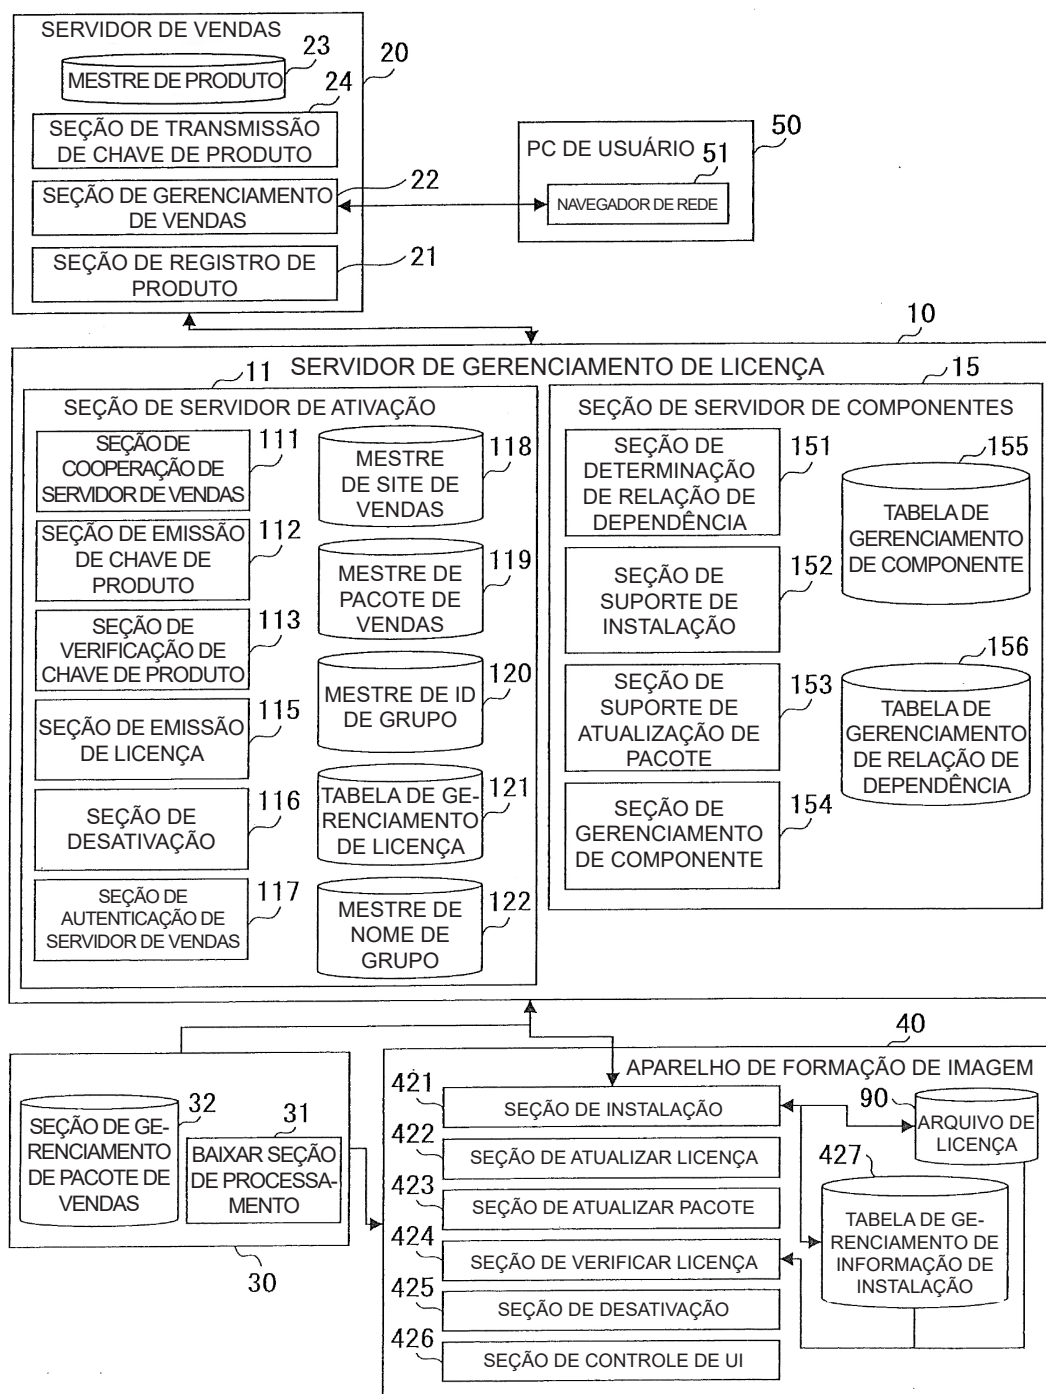 SERVIDOR DE VENDAS
23
20
MESTRE DE PRODUTO
24
SEÇÃO DE TRANSMISSÃO
DE CHAVE DE PRODUTO
22
SEÇÃO DE GERENCIAMENTO
DE VENDAS
21
SEÇÃO DE REGISTRO DE
PRODUTO
50
PC DE USUÁRIO
51
NAVEGADOR DE REDE
10
SERVIDOR DE GERENCIAMENTO DE LICENÇA
11
SEÇÃO DE SERVIDOR DE ATIVAÇÃO
SEÇÃO DE
COOPERAÇÃO DE
SERVIDOR DE VENDAS
111
SEÇÃO DE EMISSÃO
DE CHAVE DE
PRODUTO
112
SEÇÃO DE
VERIFICAÇÃO DE
CHAVE DE PRODUTO
113
SEÇÃO DE EMISSÃO
DE LICENÇA
115
SEÇÃO DE
DESATIVAÇÃO
116
SEÇÃO DE
AUTENTICAÇÃO DE
SERVIDOR DE VENDAS
117
MESTRE
DE SITE DE
VENDAS
118
MESTRE DE
PACOTE DE
VENDAS
119
MESTRE DE ID
DE GRUPO
120
TABELA DE GE-
RENCIAMENTO
DE LICENÇA
121
MESTRE DE
NOME DE
GRUPO
122
15
SEÇÃO DE SERVIDOR DE COMPONENTES
SEÇÃO DE
DETERMINAÇÃO
DE RELAÇÃO DE
DEPENDÊNCIA
151
SEÇÃO DE
SUPORTE DE
INSTALAÇÃO
152
SEÇÃO DE
SUPORTE DE
ATUALIZAÇÃO DE
PACOTE
153
SEÇÃO DE
GERENCIAMENTO
DE COMPONENTE
154
155
TABELA DE
GERENCIAMENTO
DE COMPONENTE
156
TABELA DE
GERENCIAMENTO
DE RELAÇÃO DE
DEPENDÊNCIA
32
SEÇÃO DE GE-
RENCIAMENTO
DE PACOTE DE
VENDAS
31
BAIXAR SEÇÃO
DE PROCESSA-
MENTO
30
40
APARELHO DE FORMAÇÃO DE IMAGEM
421
SEÇÃO DE INSTALAÇÃO
422
SEÇÃO DE ATUALIZAR LICENÇA
423
SEÇÃO DE ATUALIZAR PACOTE
424
SEÇÃO DE VERIFICAR LICENÇA
425
SEÇÃO DE DESATIVAÇÃO
426
SEÇÃO DE CONTROLE DE UI
90
ARQUIVO DE
LICENÇA
427
TABELA DE GE-
RENCIAMENTO DE
INFORMAÇÃO DE
INSTALAÇÃO